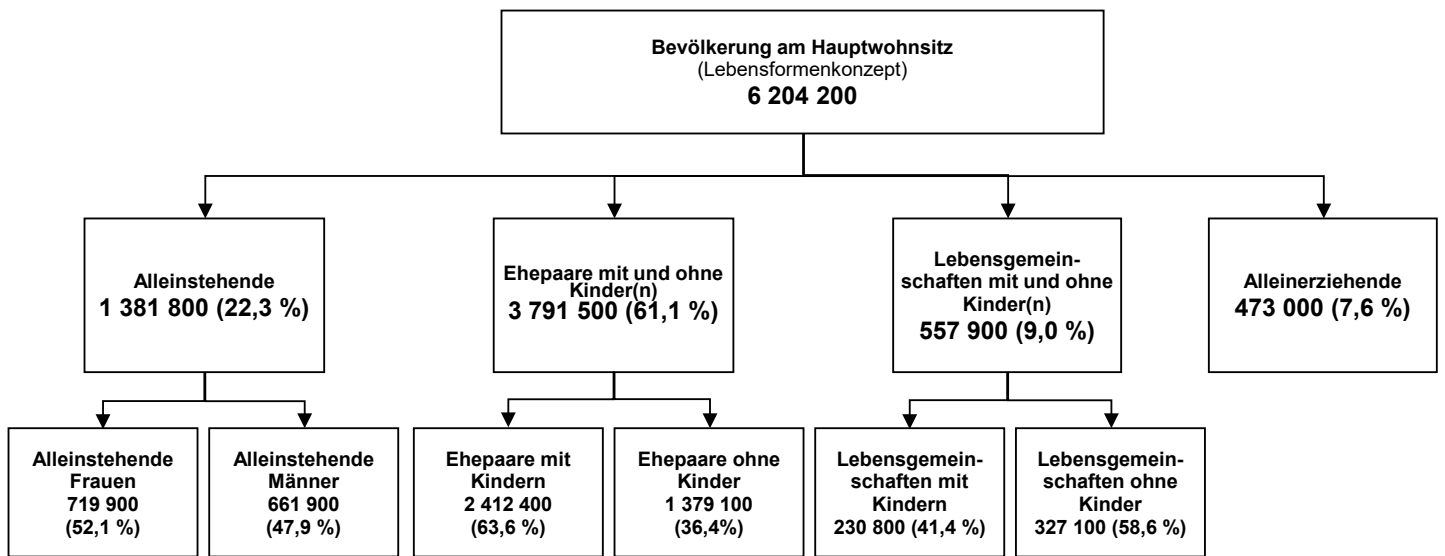 Bevölkerung am Hauptwohnsitz
(Lebensformenkonzept)
6 204 200
Alleinstehende
1 381 800 (22,3 %)
Ehepaare mit und ohne
Kinder(n)
3 791 500 (61,1 %)
Lebensgemein-
schaften mit und ohne
Kinder(n)
557 900 (9,0 %)
Alleinerziehende
473 000 (7,6 %)
Alleinstehende
Frauen
719 900
(52,1 %)
Alleinstehende
Männer
661 900
(47,9 %)
Ehepaare mit
Kindern
2 412 400
(63,6 %)
Ehepaare ohne
Kinder
1 379 100
(36,4%)
Lebensgemein-
schaften mit
Kindern
230 800 (41,4 %)
Lebensgemein-
schaften ohne
Kinder
327 100 (58,6 %)